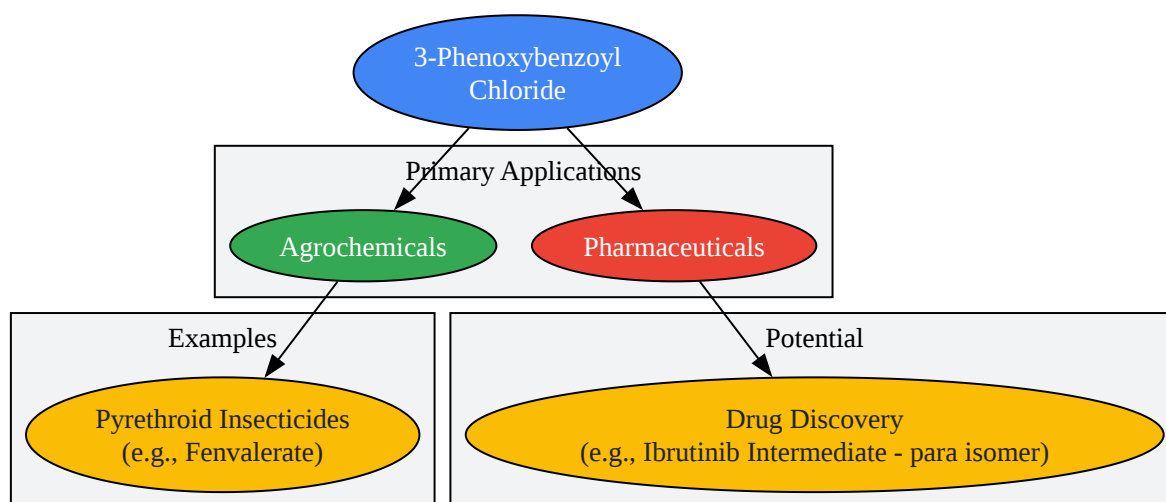 3-Phenoxybenzoyl
Chloride
Primary Applications
Agrochemicals
Pharmaceuticals
Examples
Potential
Pyrethroid Insecticides
(e.g., Fenvalerate)
Drug Discovery
(e.g., Ibrutinib Intermediate - para isomer)